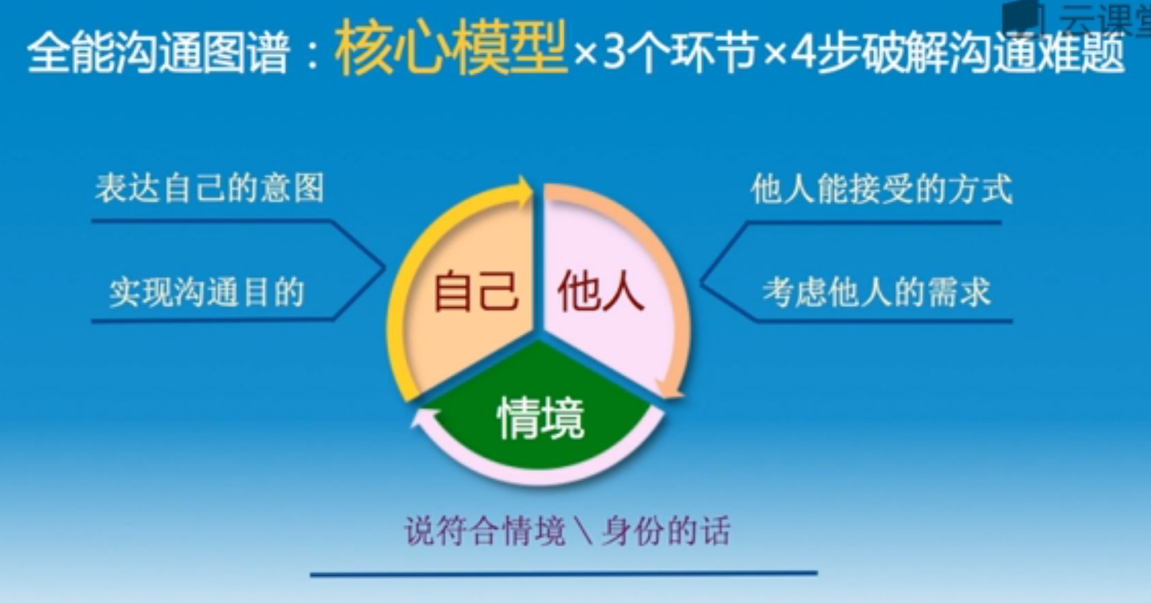 云课堂
全能沟通图谱：核心模型×3个环节×4步破解沟通难题
表达自己的意图
他人能接受的方式
实现沟通目的
自己
他人
考虑他人的需求
情境
说符合情境\身份的话